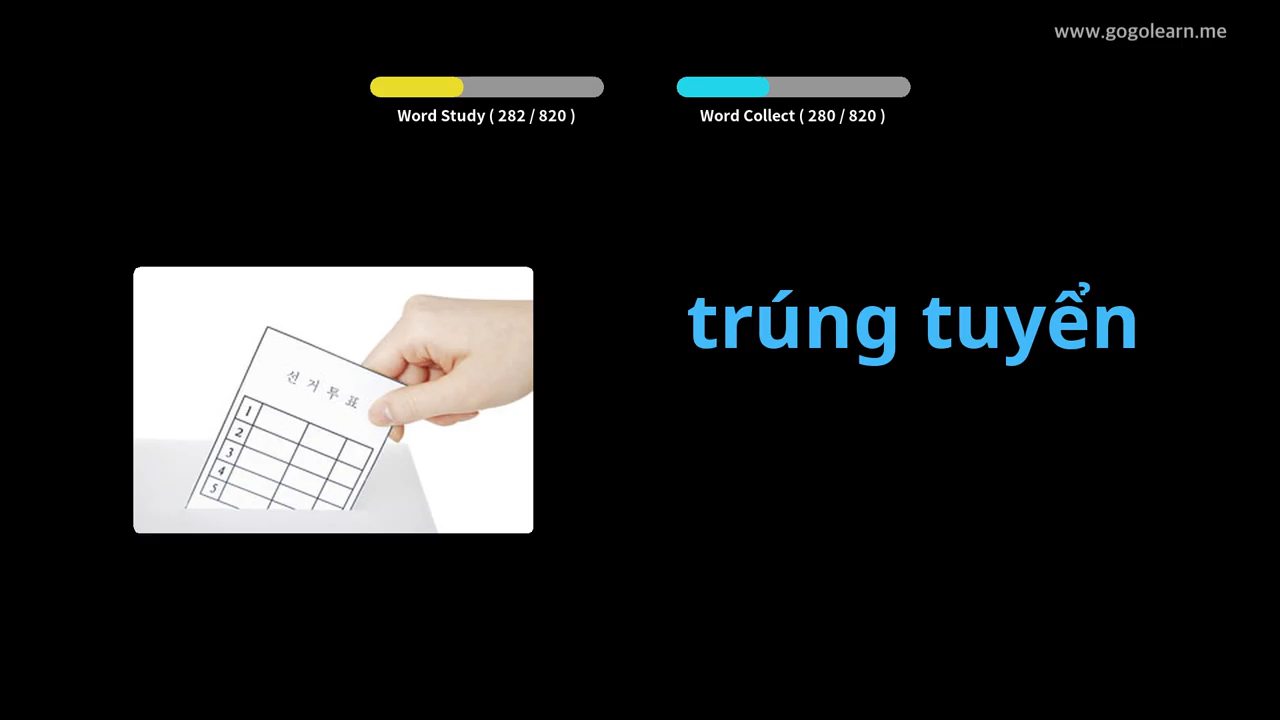 www.gogolearn.me
Word Study ( 282 / 820 )
Word Collect ( 280 / 820 )
trúng tuyển
선거투표
1
2
3
4
5